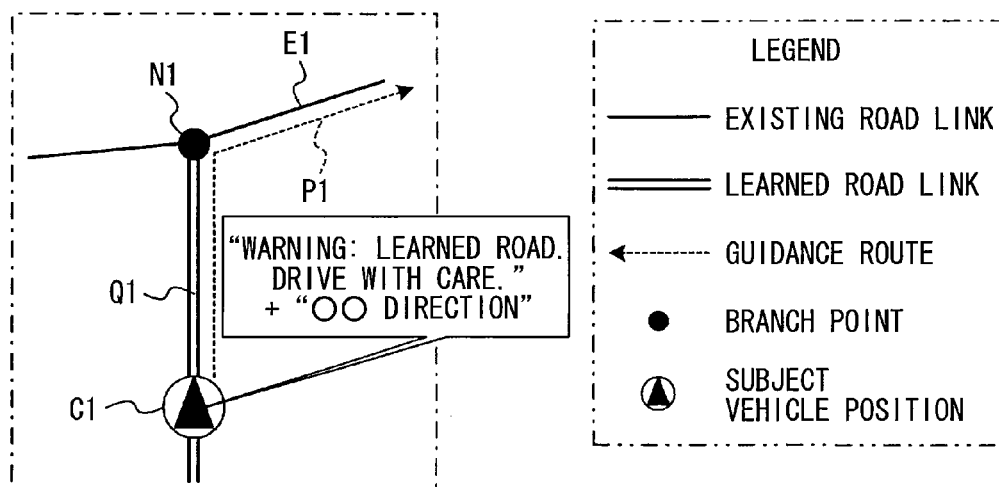 E1
N1
P1
“WARNING: LEARNED ROAD.
DRIVE WITH CARE.”
+ “○○ DIRECTION”
Q1
C1
LEGEND
EXISTING ROAD LINK
LEARNED ROAD LINK
GUIDANCE ROUTE
BRANCH POINT
SUBJECT
VEHICLE POSITION